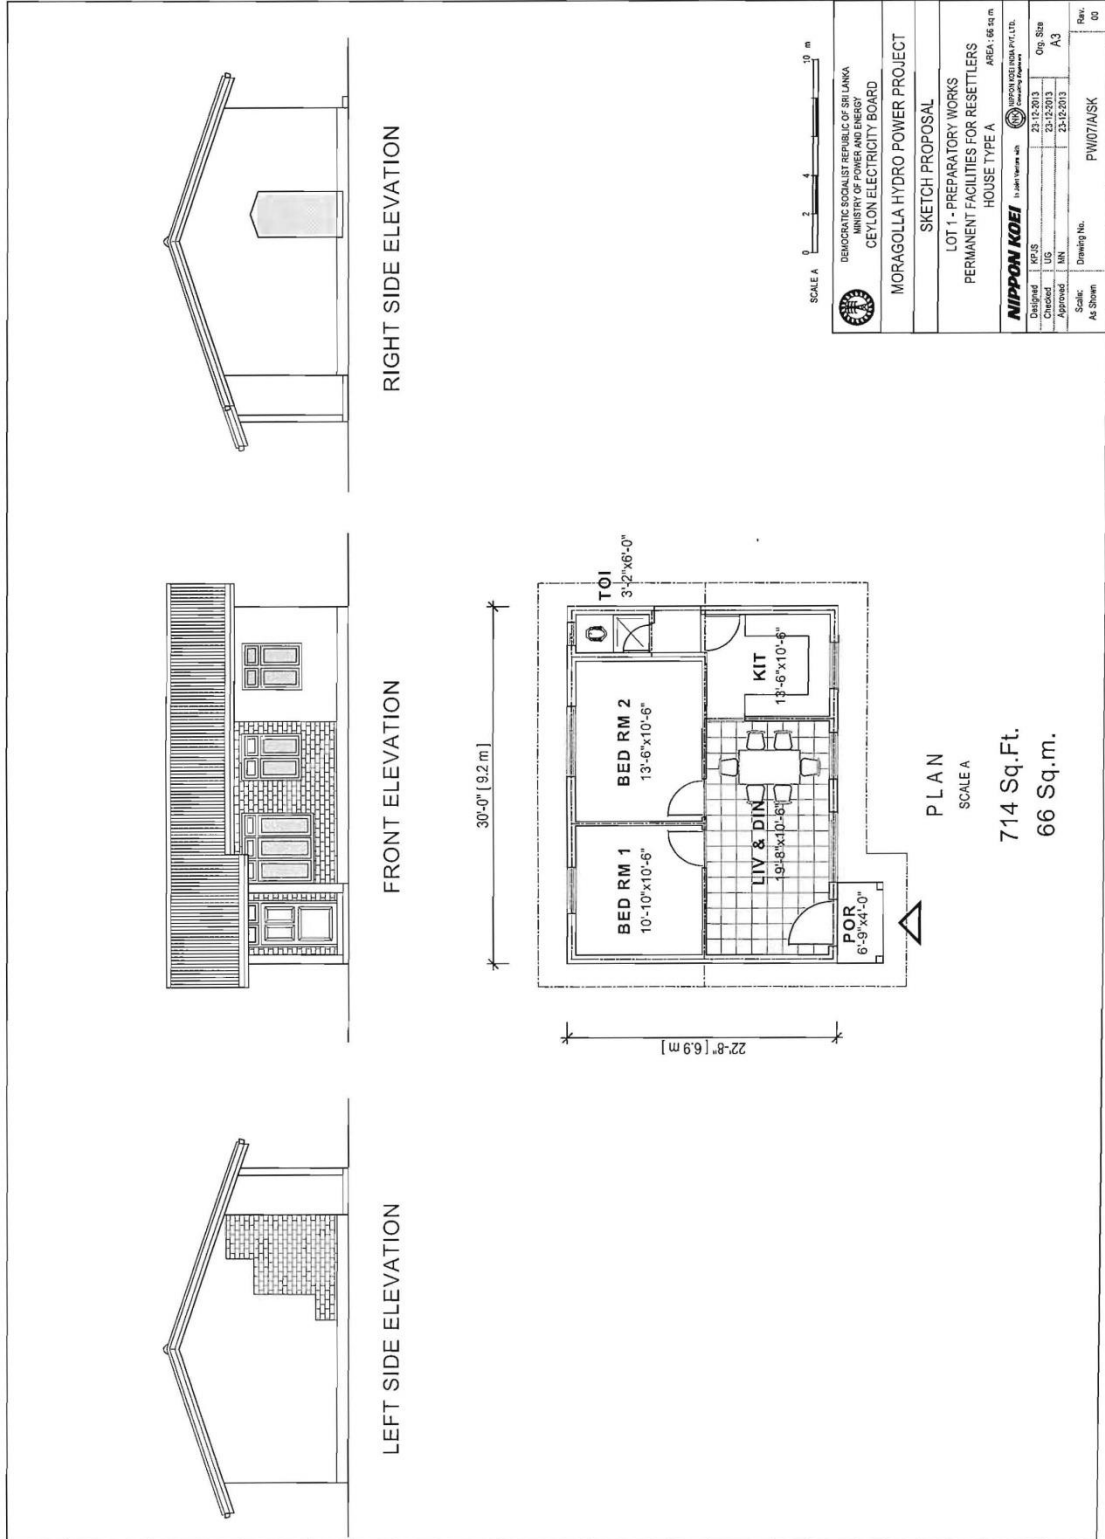 LEFT SIDE ELEVATION
FRONT ELEVATION
RIGHT SIDE ELEVATION
30'-0" [ 9.2 m ]
22'-8" [ 6.9 m ]
BED RM 1
10'-10"x10'-6"
BED RM 2
13'-6"x10'-6"
TOI
3'-2"x6'-0"
LIV & DIN
19'-8"x10'-6"
KIT
13'-6"x10'-6"
POR
6'-9"x4'-0"
PLAN
SCALE A
714 Sq.Ft.
66 Sq.m.
SCALE A
0 2 4 10 m
DEMOCRATIC SOCIALIST REPUBLIC OF SRI LANKA
MINISTRY OF POWER AND ENERGY
CEYLON ELECTRICITY BOARD
MORAGOLLA HYDRO POWER PROJECT
SKETCH PROPOSAL
LOT 1 - PREPARATORY WORKS
PERMANENT FACILITIES FOR RESETTLERS
HOUSE TYPE A
AREA : 66 sq m
NIPPON KOEI In Joint Venture with NIPPON KOEI INDIA PVT. LTD.
Consulting Engineers
Designed KPJS 23-12-2013
Checked UG 23-12-2013
Approved MN 23-12-2013
Org. Size
A3
Scale:
As Shown
Drawing No.
PW/07/A/SK
Rev.
00